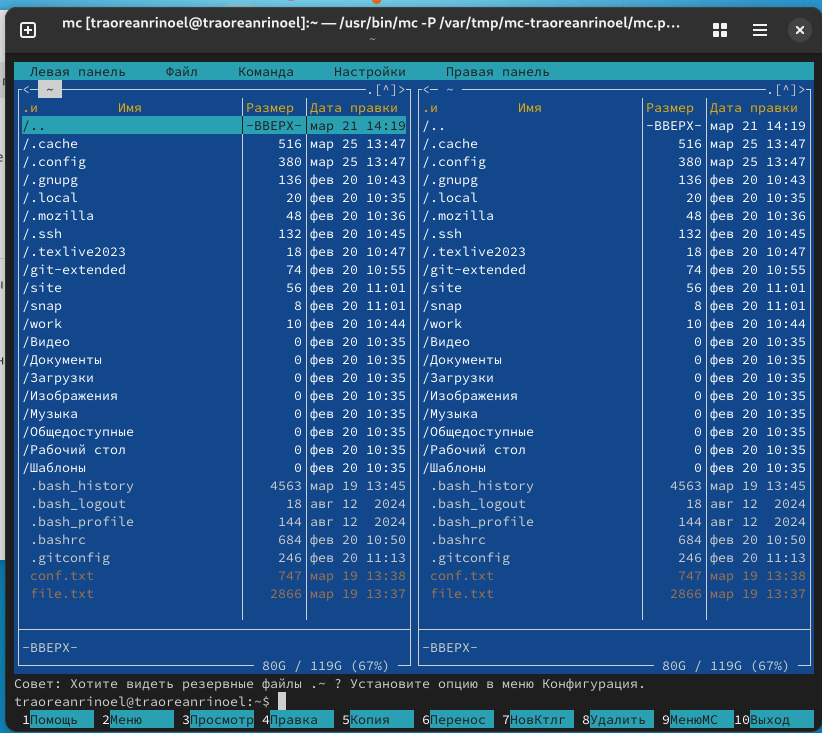 mc [traoreanrinoel@traoreanrinoel]:~ — /usr/bin/mc -P /var/tmp/mc-traoreanrinoel/mc.p…
~
Левая панель Файл Команда Настройки Правая панель
<─ ~ .[^]> <─ ~ .[^]>
.и Имя Размер Дата правки .и Имя Размер Дата правки
/.. -ВВЕРХ- мар 21 14:19 /.. -ВВЕРХ- мар 21 14:19
/.cache 516 мар 25 13:47 /.cache 516 мар 25 13:47
/.config 380 мар 25 13:47 /.config 380 мар 25 13:47
/.gnupg 136 фев 20 10:43 /.gnupg 136 фев 20 10:43
/.local 20 фев 20 10:35 /.local 20 фев 20 10:35
/.mozilla 48 фев 20 10:36 /.mozilla 48 фев 20 10:36
/.ssh 132 фев 20 10:45 /.ssh 132 фев 20 10:45
/.texlive2023 18 фев 20 10:47 /.texlive2023 18 фев 20 10:47
/git-extended 74 фев 20 10:55 /git-extended 74 фев 20 10:55
/site 56 фев 20 11:01 /site 56 фев 20 11:01
/snap 8 фев 20 11:01 /snap 8 фев 20 11:01
/work 10 фев 20 10:44 /work 10 фев 20 10:44
/Видео 0 фев 20 10:35 /Видео 0 фев 20 10:35
/Документы 0 фев 20 10:35 /Документы 0 фев 20 10:35
/Загрузки 0 фев 20 10:35 /Загрузки 0 фев 20 10:35
/Изображения 0 фев 20 10:35 /Изображения 0 фев 20 10:35
/Музыка 0 фев 20 10:35 /Музыка 0 фев 20 10:35
/Общедоступные 0 фев 20 10:35 /Общедоступные 0 фев 20 10:35
/Рабочий стол 0 фев 20 10:35 /Рабочий стол 0 фев 20 10:35
/Шаблоны 0 фев 20 10:35 /Шаблоны 0 фев 20 10:35
.bash_history 4563 мар 19 13:45 .bash_history 4563 мар 19 13:45
.bash_logout 18 авг 12 2024 .bash_logout 18 авг 12 2024
.bash_profile 144 авг 12 2024 .bash_profile 144 авг 12 2024
.bashrc 684 фев 20 10:50 .bashrc 684 фев 20 10:50
.gitconfig 246 фев 20 11:13 .gitconfig 246 фев 20 11:13
conf.txt 747 мар 19 13:38 conf.txt 747 мар 19 13:38
file.txt 2866 мар 19 13:37 file.txt 2866 мар 19 13:37
-ВВЕРХ- -ВВЕРХ-
80G / 119G (67%) 80G / 119G (67%)
Совет: Хотите видеть резервные файлы .~ ? Установите опцию в меню Конфигурация.
traoreanrinoel@traoreanrinoel:~$
1Помощь 2Меню 3Просмотр 4Правка 5Копия 6Перенос 7НовКтлг 8Удалить 9МенюМС 10Выход